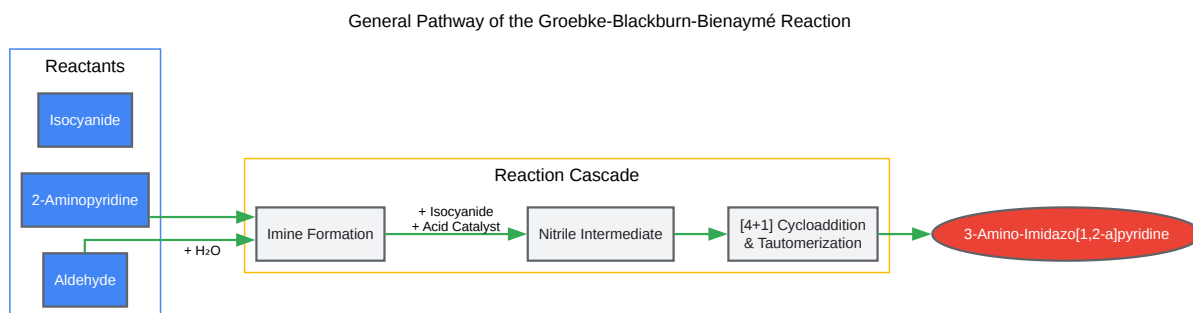 General Pathway of the Groebke-Blackburn-Bienaymé Reaction
Reactants
Isocyanide
2-Aminopyridine
Aldehyde
+ H₂O
Reaction Cascade
Imine Formation
+ Isocyanide
+ Acid Catalyst
Nitrile Intermediate
[4+1] Cycloaddition
& Tautomerization
3-Amino-Imidazo[1,2-a]pyridine